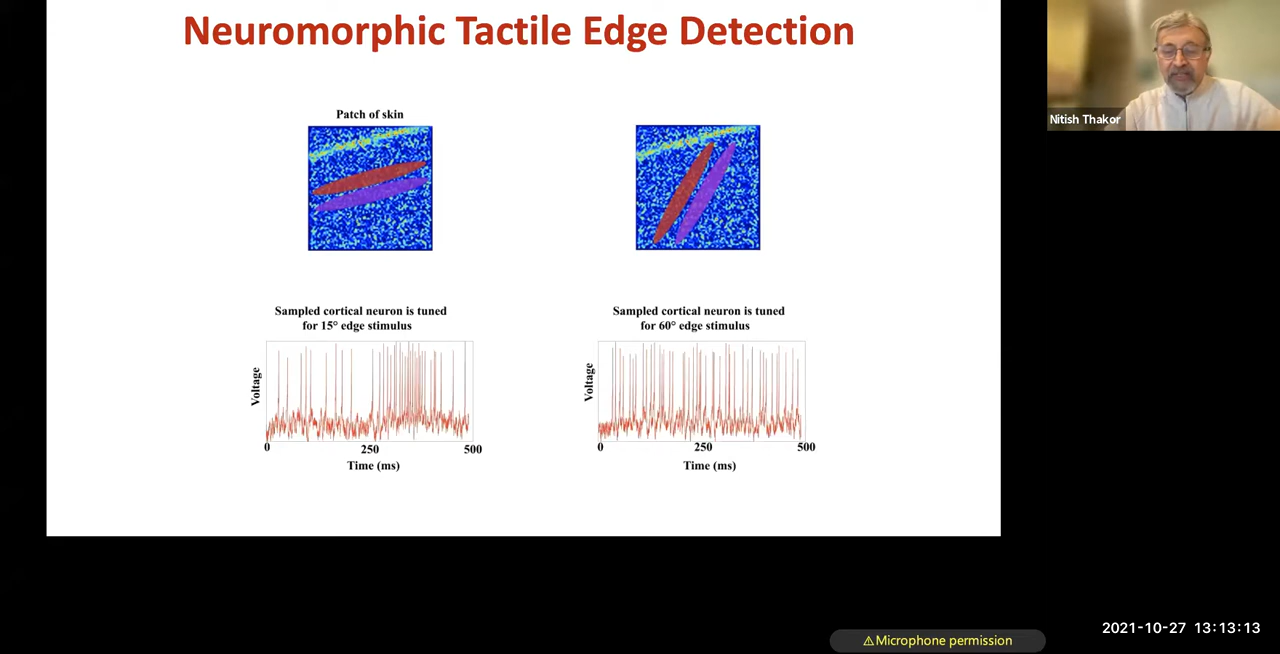 Neuromorphic Tactile Edge Detection
Nitish Thakor
Patch of skin
Sampled cortical neuron is tuned
for 15° edge stimulus
Sampled cortical neuron is tuned
for 60° edge stimulus
Voltage
0
250
500
Time (ms)
Voltage
0
250
500
Time (ms)
2021-10-27 13:13:13
⚠Microphone permission